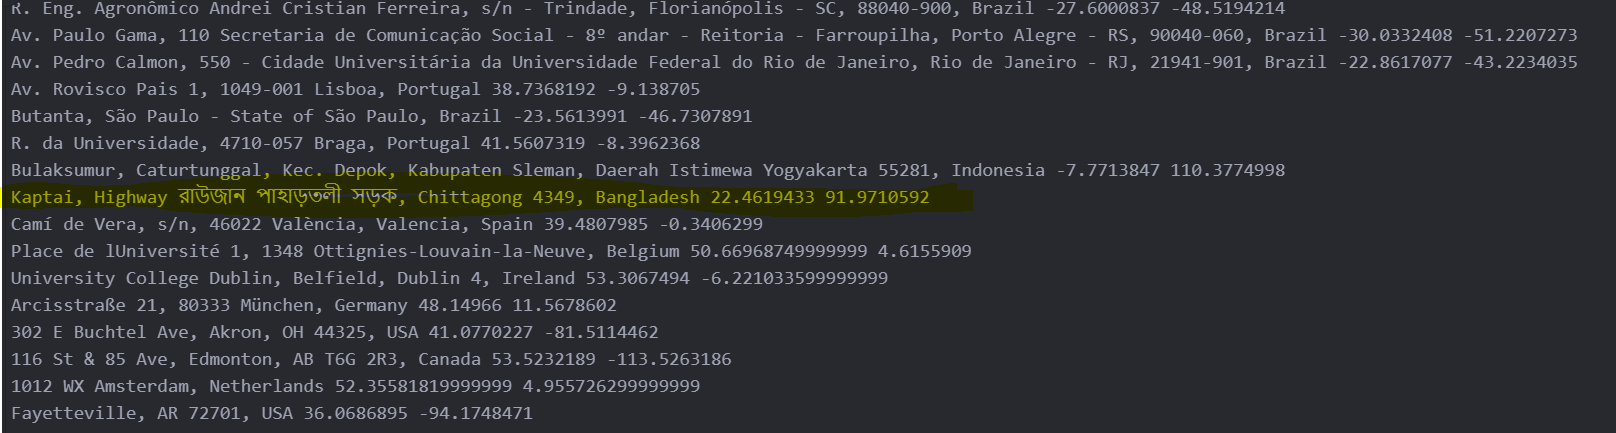 R. Eng. Agronômico Andrei Cristian Ferreira, s/n - Trindade, Florianópolis - SC, 88040-900, Brazil -27.6000837 -48.5194214
Av. Paulo Gama, 110 Secretaria de Comunicação Social - 8º andar - Reitoria - Farroupilha, Porto Alegre - RS, 90040-060, Brazil -30.0332408 -51.2207273
Av. Pedro Calmon, 550 - Cidade Universitária da Universidade Federal do Rio de Janeiro, Rio de Janeiro - RJ, 21941-901, Brazil -22.8617077 -43.2234035
Av. Rovisco Pais 1, 1049-001 Lisboa, Portugal 38.7368192 -9.138705
Butanta, São Paulo - State of São Paulo, Brazil -23.5613991 -46.7307891
R. da Universidade, 4710-057 Braga, Portugal 41.5607319 -8.3962368
Bulaksumur, Caturtunggal, Kec. Depok, Kabupaten Sleman, Daerah Istimewa Yogyakarta 55281, Indonesia -7.7713847 110.3774998
Kaptai, Highway রাউজান পাহাড়তলী সড়ক, Chittagong 4349, Bangladesh 22.4619433 91.9710592
Camí de Vera, s/n, 46022 València, Valencia, Spain 39.4807985 -0.3406299
Place de lUniversité 1, 1348 Ottignies-Louvain-la-Neuve, Belgium 50.66968749999999 4.6155909
University College Dublin, Belfield, Dublin 4, Ireland 53.3067494 -6.221033599999999
Arcisstraße 21, 80333 München, Germany 48.14966 11.5678602
302 E Buchtel Ave, Akron, OH 44325, USA 41.0770227 -81.5114462
116 St & 85 Ave, Edmonton, AB T6G 2R3, Canada 53.5232189 -113.5263186
1012 WX Amsterdam, Netherlands 52.35581819999999 4.955726299999999
Fayetteville, AR 72701, USA 36.0686895 -94.1748471